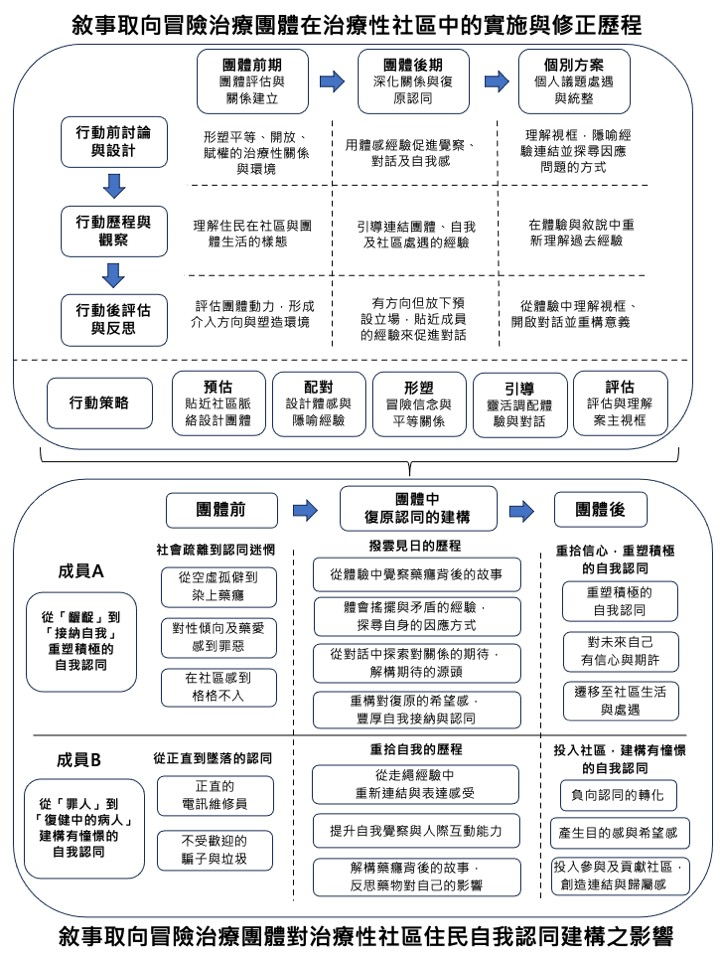 敘事取向冒險治療團體在治療性社區中的實施與修正歷程
團體前期
團體評估與
關係建立
團體後期
深化關係與復
原認同
個別方案
個人議題處遇
與統整
行動前討論
與設計
形塑平等、開放、
賦權的治療性關係
與環境
用體感經驗促進覺察、
對話及自我感
理解視框，隱喻經
驗連結並探尋因應
問題的方式
行動歷程與
觀察
理解住民在社區與團
體生活的樣態
引導連結團體、自我
及社區處遇的經驗
在體驗與敘說中重
新理解過去經驗
行動後評估
與反思
評估團體動力，形成
介入方向與塑造環境
有方向但放下預
設立場，貼近成員
的經驗來促進對話
從體驗中理解視框、
開啟對話並重構意義
行動策略
預估
貼近社區脈
絡設計團體
配對
設計體感與
隱喻經驗
形塑
冒險信念與
平等關係
引導
靈活調配體
驗與對話
評估
評估與理解
案主視框
團體前
團體中
復原認同的建構
團體後
成員A
從「齷齪」到
「接納自我」
重塑積極的
自我認同
社會疏離到認同迷惘
從空虛孤僻到
染上藥癮
對性傾向及藥愛
感到罪惡
在社區感到
格格不入
撥雲見日的歷程
從體驗中覺察藥癮背後的故事
體會搖擺與矛盾的經驗，
探尋自身的因應方式
從對話中探索對關係的期待，
解構期待的源頭
重構對復原的希望感，
豐厚自我接納與認同
重拾信心，重塑積極
的自我認同
重塑積極的
自我認同
對未來自己
有信心與期許
遷移至社區生活
與處遇
成員B
從「罪人」到
「復健中的病人」
建構有憧憬的
自我認同
從正直到墜落的認同
正直的
電訊維修員
不受歡迎的
騙子與垃圾
重拾自我的歷程
從走繩經驗中
重新連結與表達感受
提升自我覺察與人際互動能力
解構藥癮背後的故事，
反思藥物對自己的影響
投入社區，建構有憧憬
的自我認同
負向認同的轉化
產生目的感與希望感
投入參與及貢獻社區，
創造連結與歸屬感
敘事取向冒險治療團體對治療性社區住民自我認同建構之影響